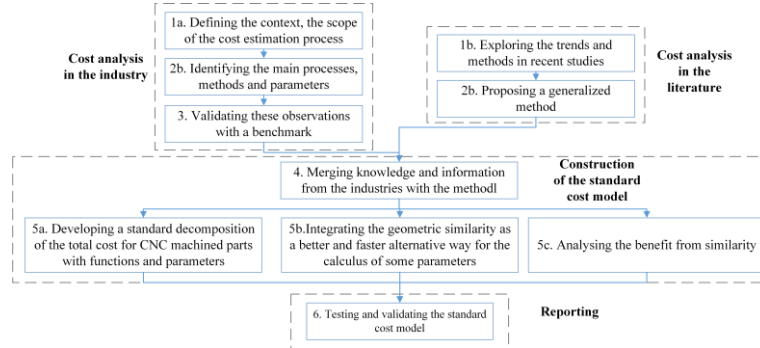 Cost analysis
in the industry
1a. Defining the context, the scope
of the cost estimation process
2b. Identifying the main processes,
methods and parameters
3. Validating these observations
with a benchmark
1b. Exploring the trends and
methods in recent studies
2b. Proposing a generalized
method
Cost analysis
in the
literature
4. Merging knowledge and information
from the industries with the methodl
Construction
of the standard
cost model
5a. Developing a standard decomposition
of the total cost for CNC machined parts
with functions and parameters
5b.Integrating the geometric similarity as
a better and faster alternative way for the
calculus of some parameters
5c. Analysing the benefit from similarity
6. Testing and validating the standard
cost model
Reporting